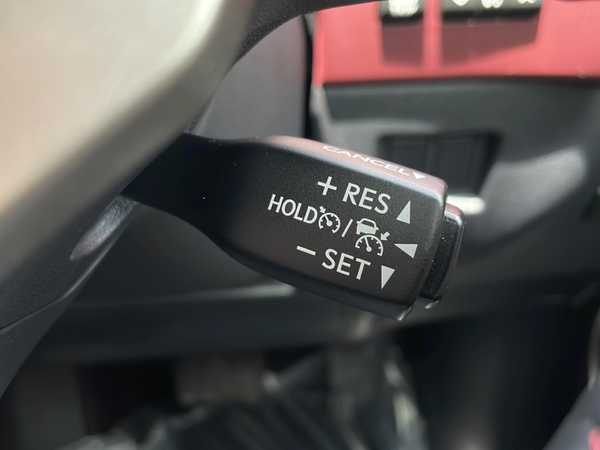 CANCEL▼
+ RES ▲
HOLD / ◀
− SET ▼